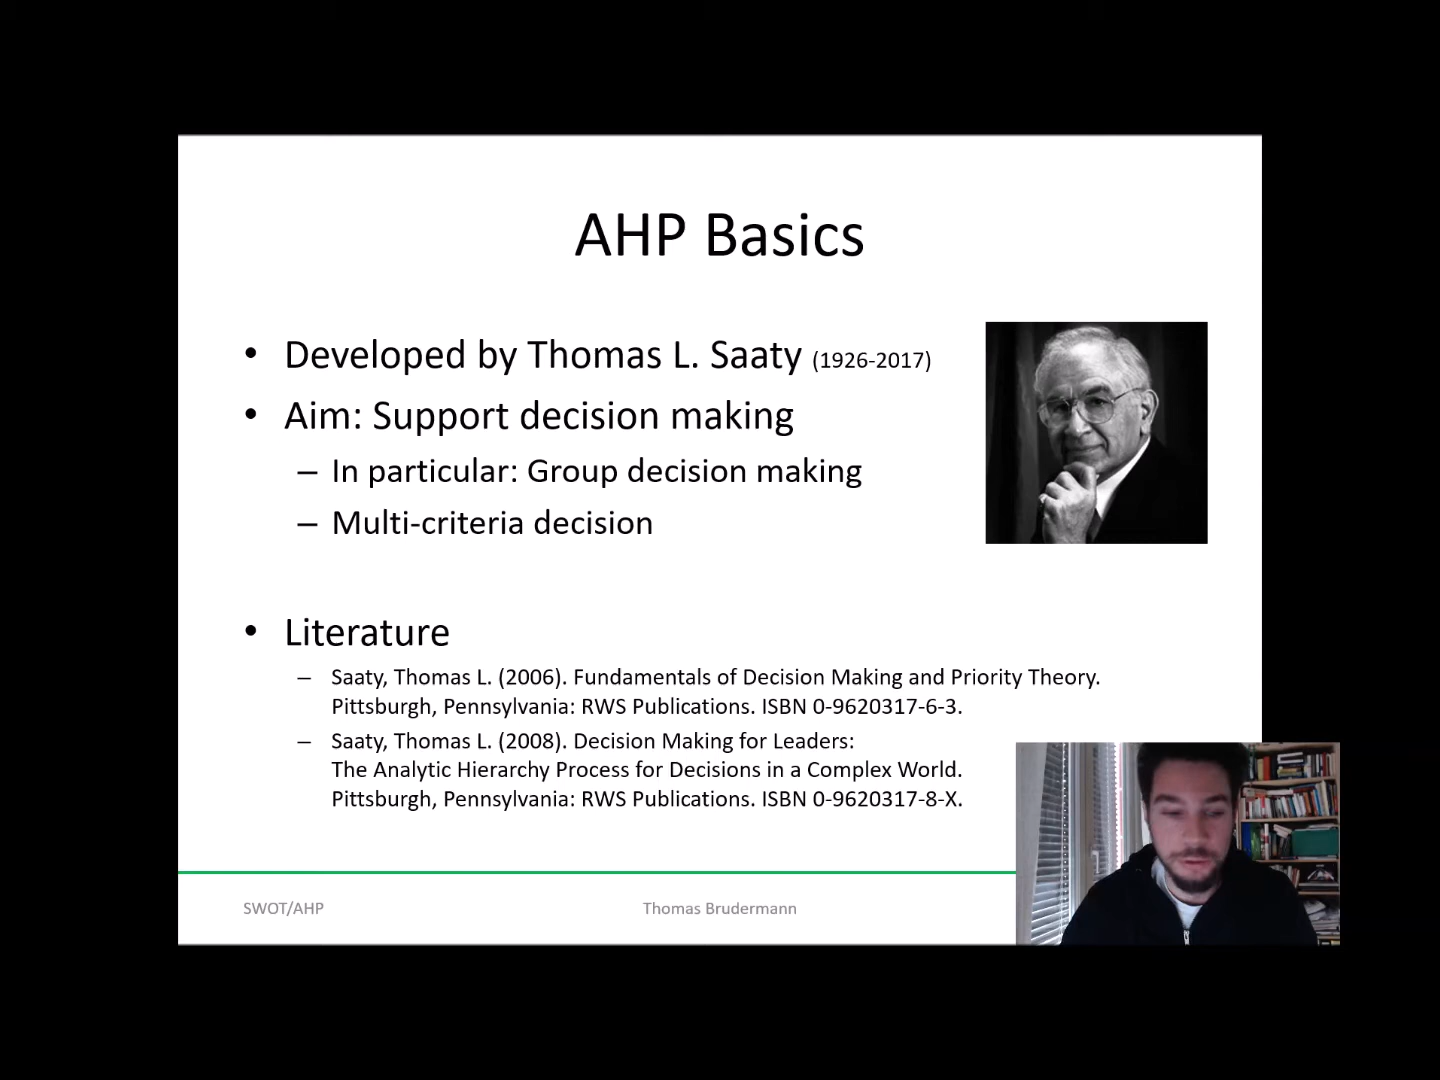 AHP Basics
• Developed by Thomas L. Saaty (1926-2017)
• Aim: Support decision making
– In particular: Group decision making
– Multi-criteria decision
• Literature
– Saaty, Thomas L. (2006). Fundamentals of Decision Making and Priority Theory.
Pittsburgh, Pennsylvania: RWS Publications. ISBN 0-9620317-6-3.
– Saaty, Thomas L. (2008). Decision Making for Leaders:
The Analytic Hierarchy Process for Decisions in a Complex World.
Pittsburgh, Pennsylvania: RWS Publications. ISBN 0-9620317-8-X.
SWOT/AHP
Thomas Brudermann